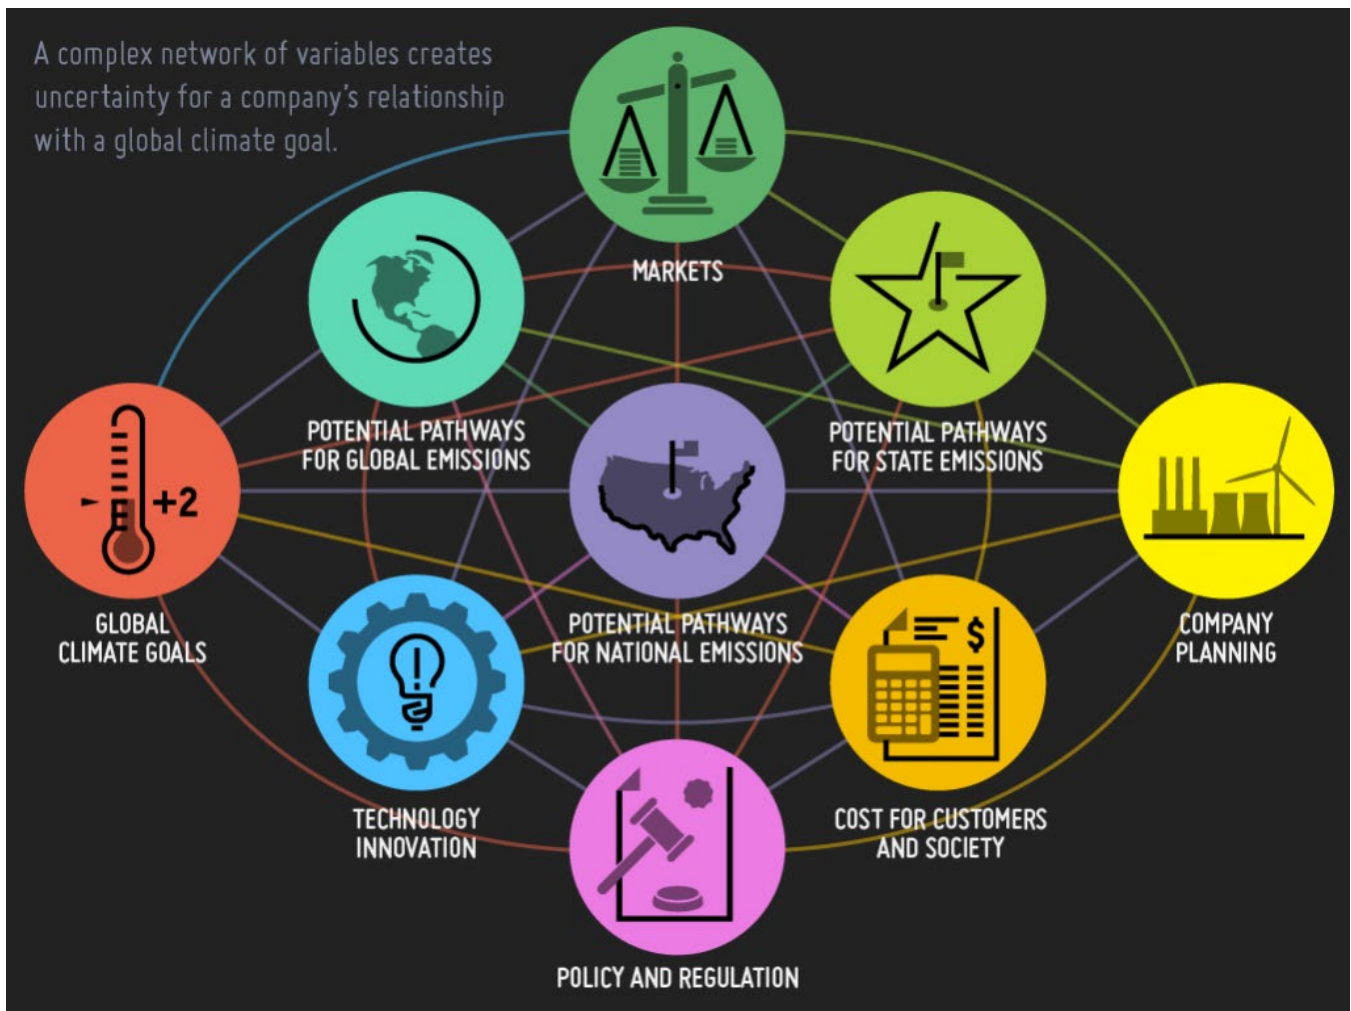 A complex network of variables creates
uncertainty for a company's relationship
with a global climate goal.
MARKETS
POTENTIAL PATHWAYS
FOR GLOBAL EMISSIONS
POTENTIAL PATHWAYS
FOR STATE EMISSIONS
+2
GLOBAL
CLIMATE GOALS
POTENTIAL PATHWAYS
FOR NATIONAL EMISSIONS
$
COMPANY
PLANNING
TECHNOLOGY
INNOVATION
COST FOR CUSTOMERS
AND SOCIETY
POLICY AND REGULATION